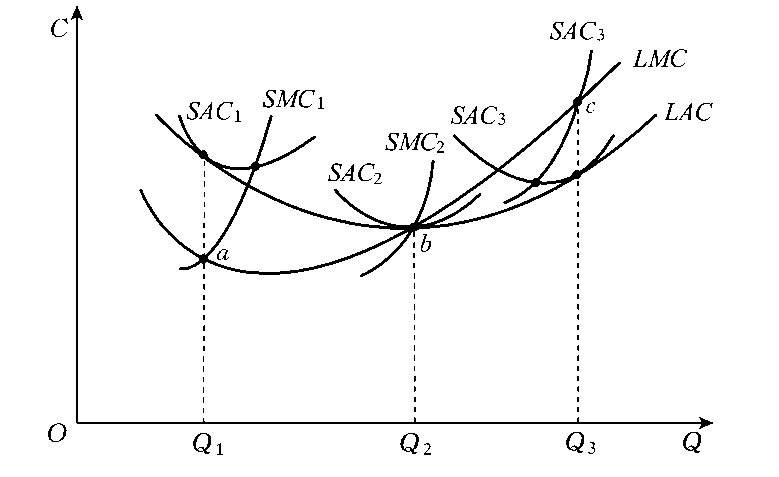 C
SAC₃
LMC
SAC₁
SMC₁
SAC₃
LAC
c
SMC₂
SAC₂
a
b
O
Q₁
Q₂
Q₃
Q